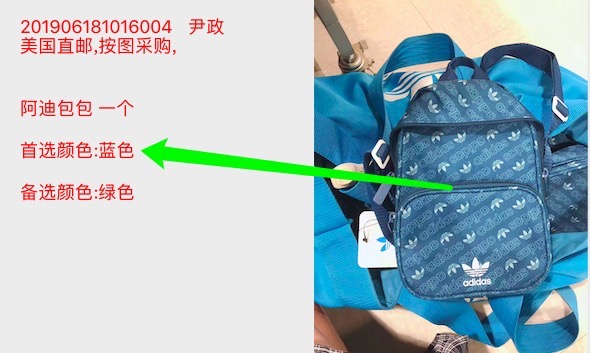 201906181016004 尹政
美国直邮,按图采购,
阿迪包包 一个
首选颜色:蓝色
备选颜色:绿色
adidas